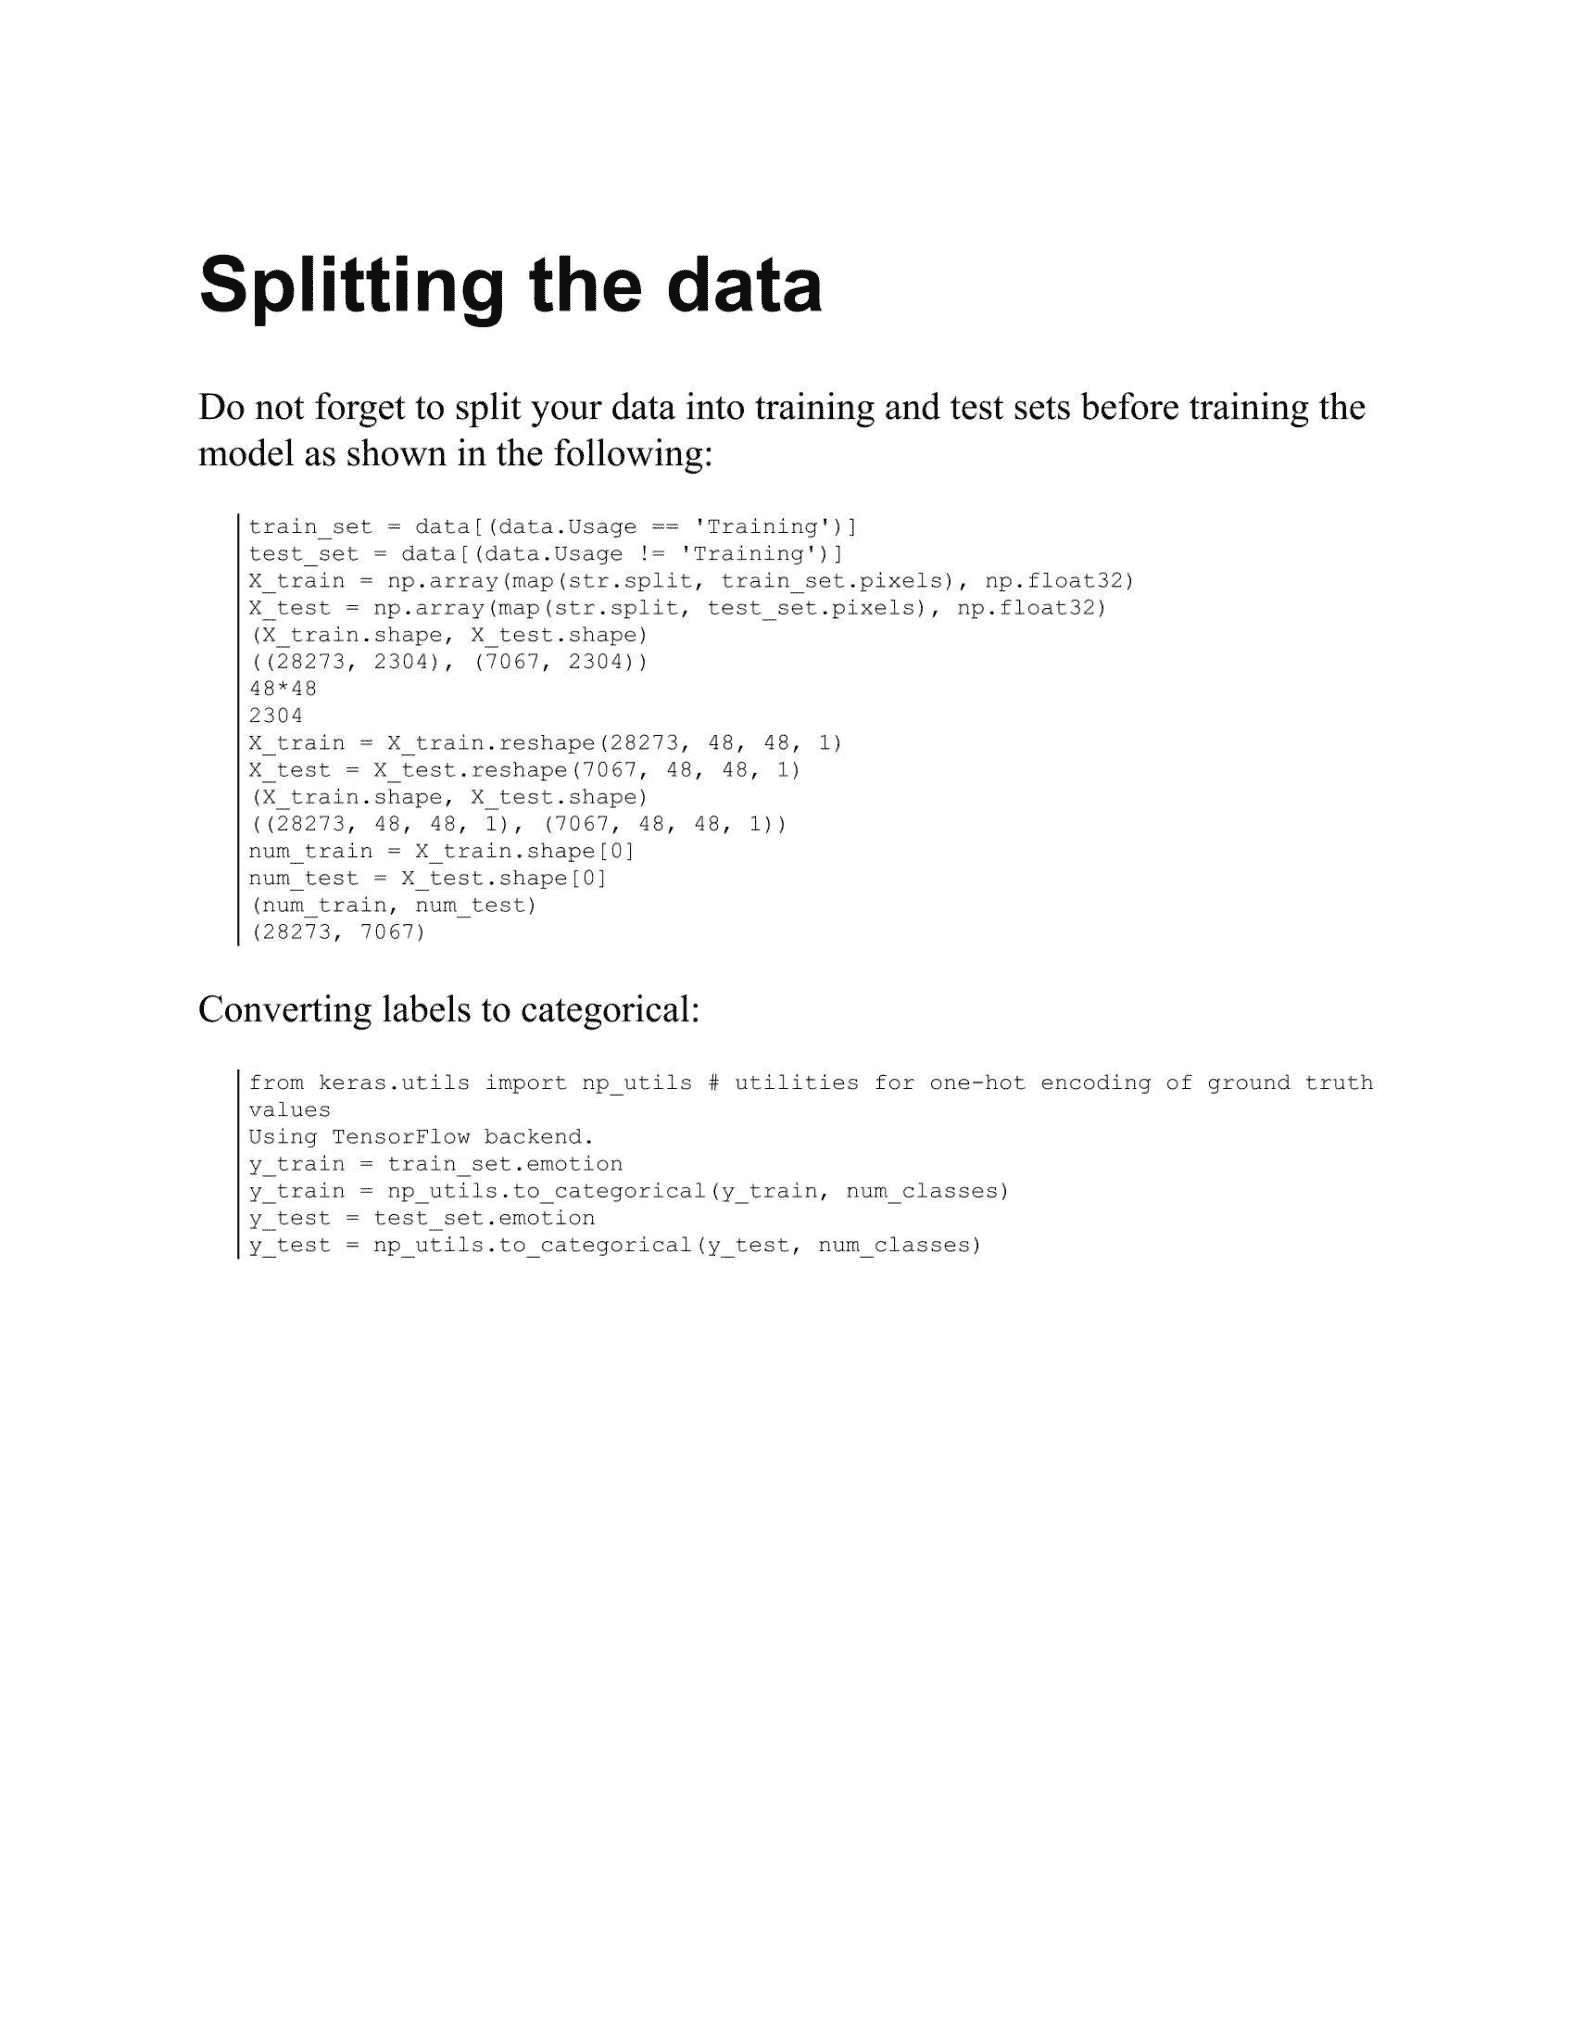 Splitting the data
Do not forget to split your data into training and test sets before training the
model as shown in the following:
train_set = data[(data.Usage == 'Training')]
test_set = data[(data.Usage != 'Training')]
X_train = np.array(map(str.split, train_set.pixels), np.float32)
X_test = np.array(map(str.split, test_set.pixels), np.float32)
(X_train.shape, X_test.shape)
((28273, 2304), (7067, 2304))
48*48
2304
X_train = X_train.reshape(28273, 48, 48, 1)
X_test = X_test.reshape(7067, 48, 48, 1)
(X_train.shape, X_test.shape)
((28273, 48, 48, 1), (7067, 48, 48, 1))
num_train = X_train.shape[0]
num_test = X_test.shape[0]
(num_train, num_test)
(28273, 7067)
Converting labels to categorical:
from keras.utils import np_utils # utilities for one-hot encoding of ground truth
values
Using TensorFlow backend.
y_train = train_set.emotion
y_train = np_utils.to_categorical(y_train, num_classes)
y_test = test_set.emotion
y_test = np_utils.to_categorical(y_test, num_classes)